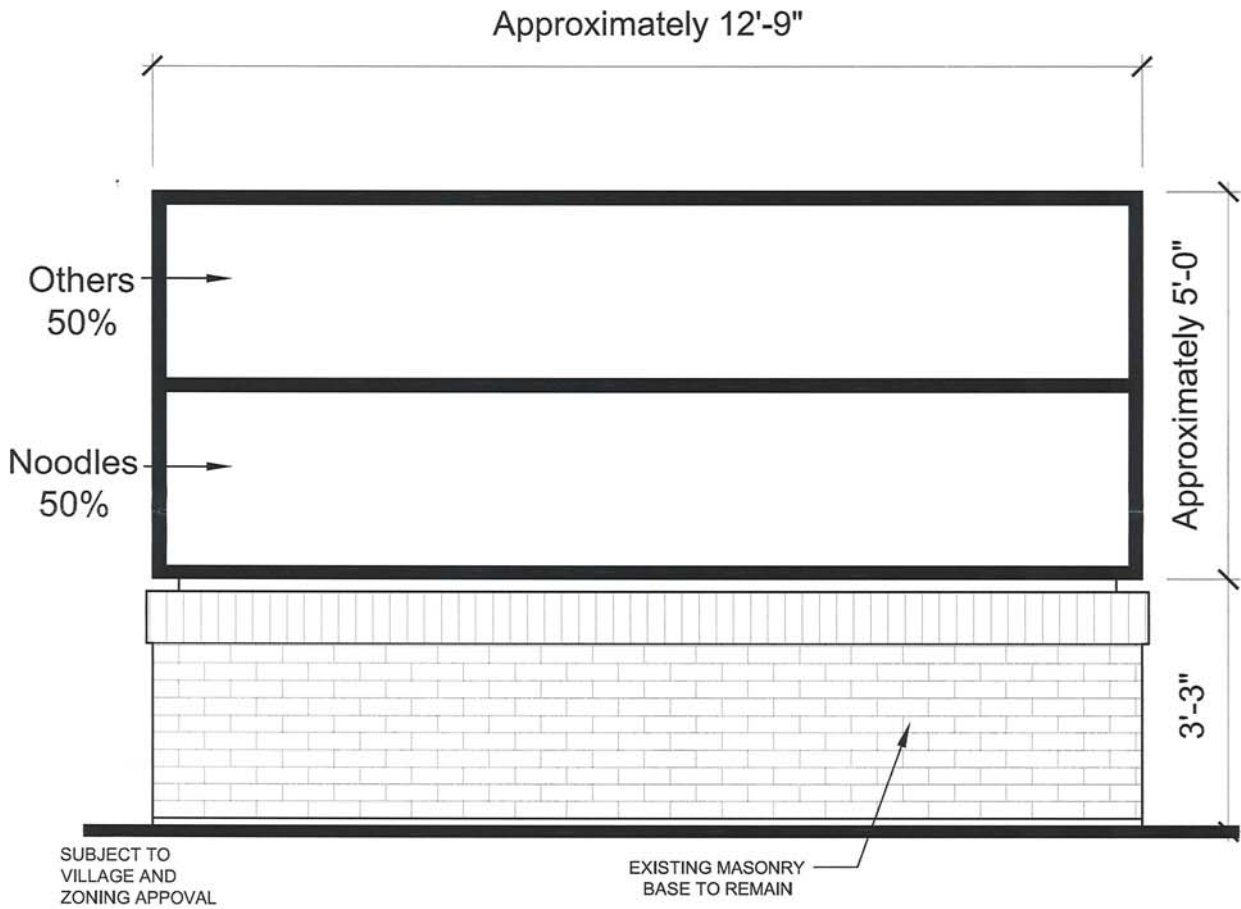 Approximately 12'-9"
Others
50%
Noodles
50%
Approximately 5'-0"
3'-3"
SUBJECT TO
VILLAGE AND
ZONING APPOVAL
EXISTING MASONRY
BASE TO REMAIN